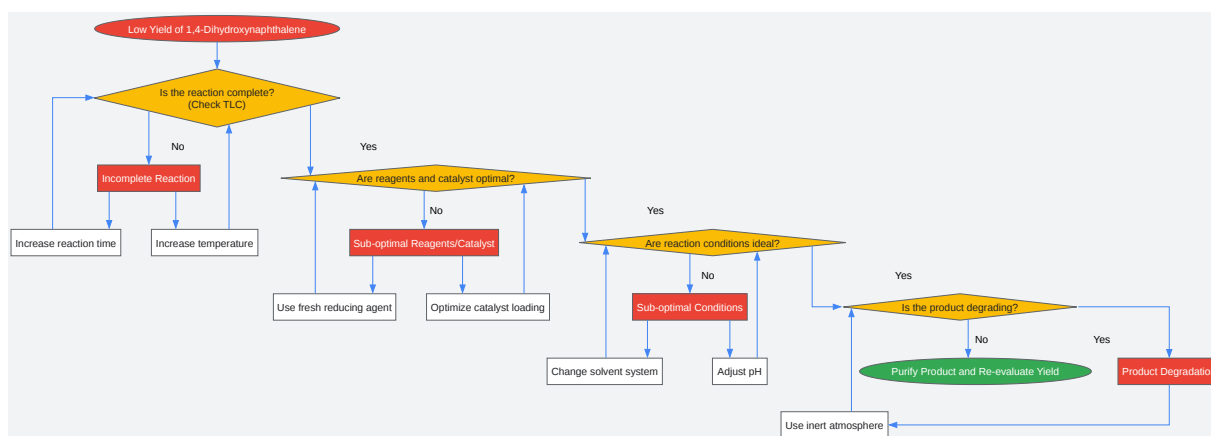 Low Yield of 1,4-Dihydroxynaphthalene
Is the reaction complete?
(Check TLC)
No
Yes
Incomplete Reaction
Are reagents and catalyst optimal?
Increase reaction time
Increase temperature
No
Yes
Sub-optimal Reagents/Catalyst
Are reaction conditions ideal?
Use fresh reducing agent
Optimize catalyst loading
No
Yes
Sub-optimal Conditions
Is the product degrading?
Change solvent system
Adjust pH
No
Yes
Purify Product and Re-evaluate Yield
Product Degradatio
Use inert atmosphere